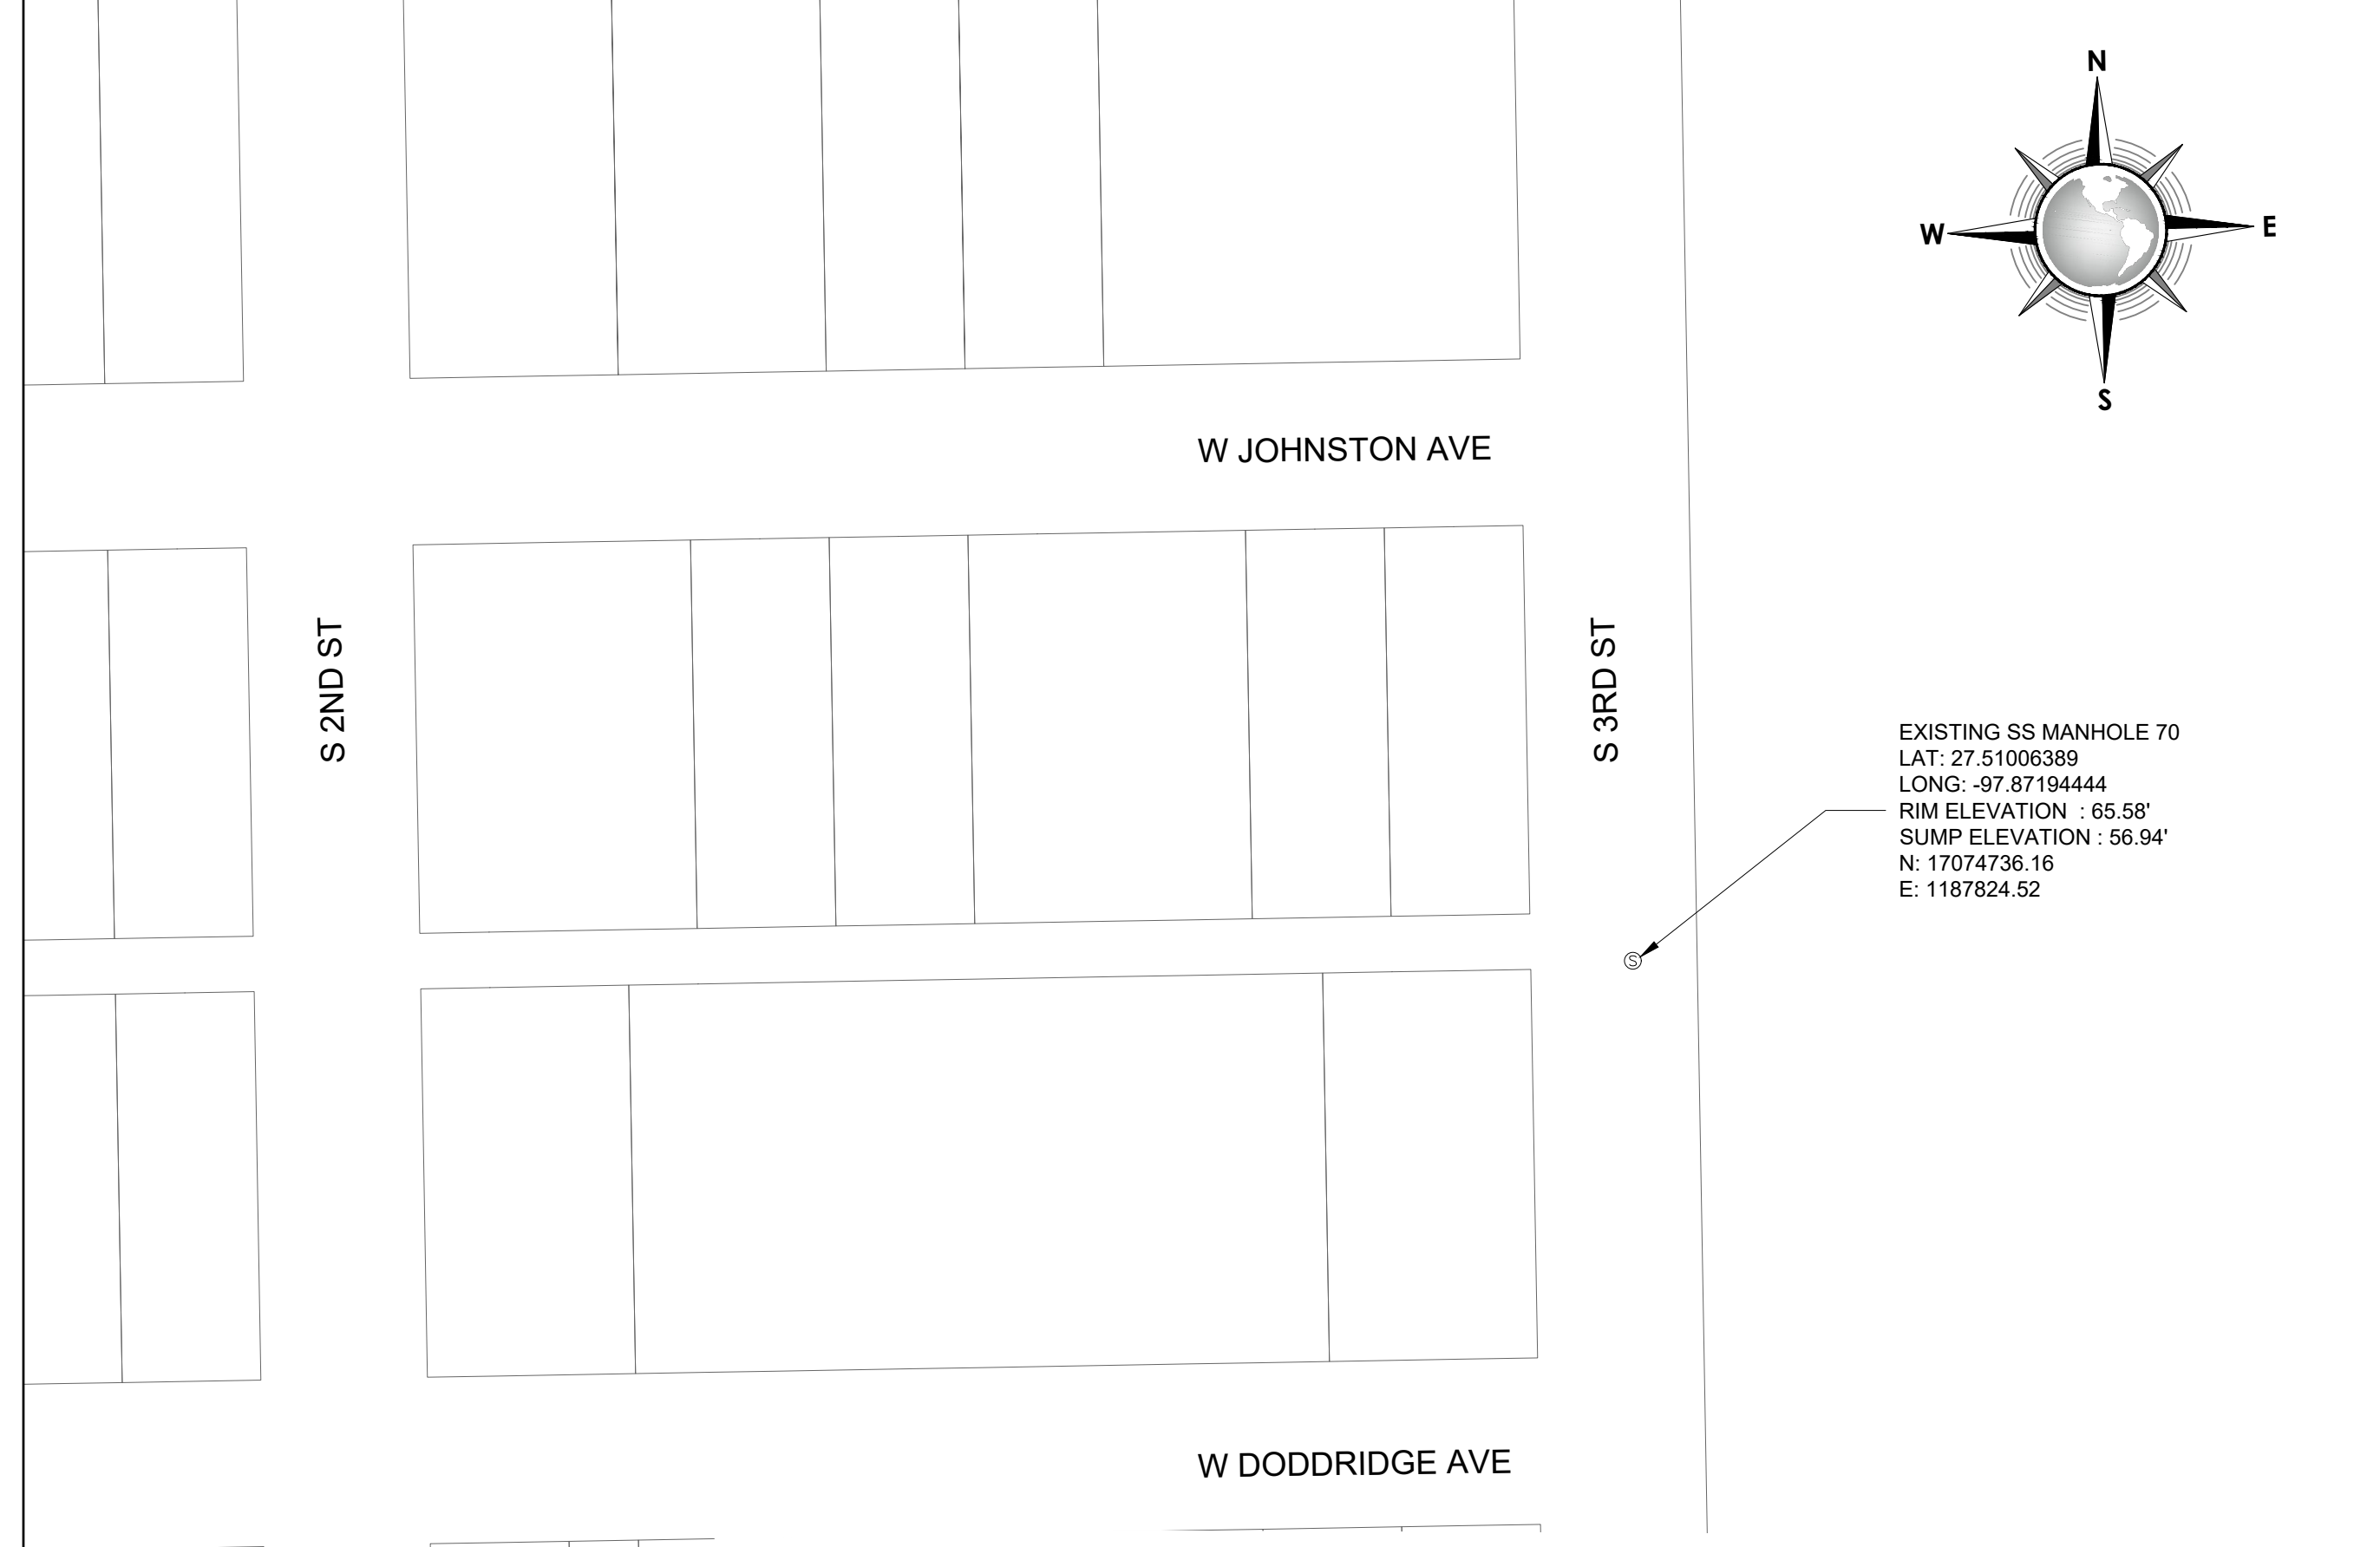 N
W
E
S
W JOHNSTON AVE
S 2ND ST
S 3RD ST
EXISTING SS MANHOLE 70
LAT: 27.51006389
LONG: -97.87194444
RIM ELEVATION : 65.58'
SUMP ELEVATION : 56.94'
N: 17074736.16
E: 1187824.52
S
W DODDRIDGE AVE